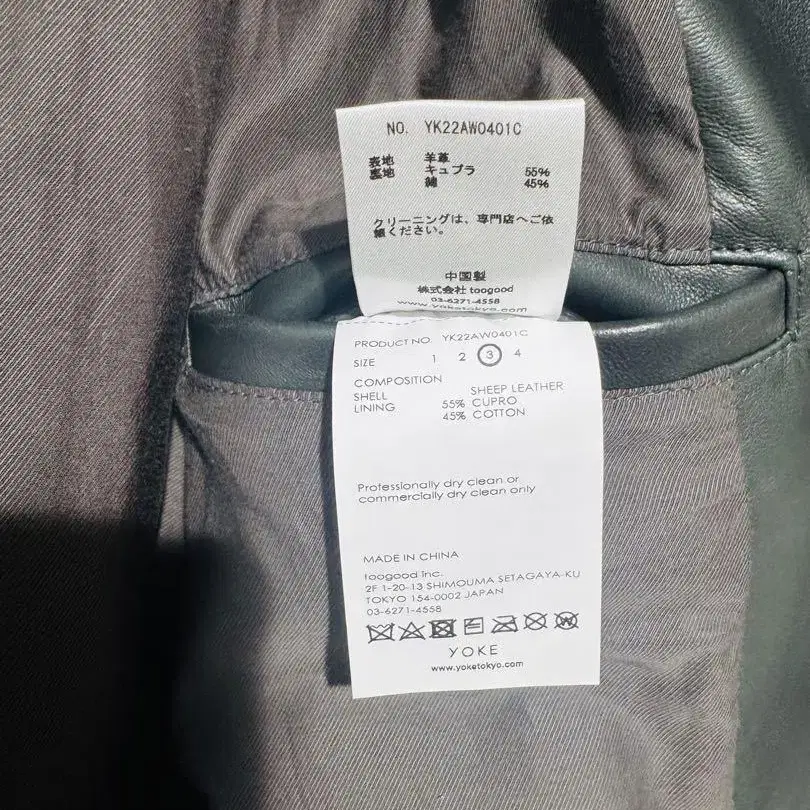 NO. YK22AW0401C
表地 羊革
裏地 キュプラ 55%
綿 45%
クリーニングは、専門店へご依
頼ください。
中国製
株式会社 toogood
03-6271-4558
www.yoketokyo.com
PRODUCT NO. YK22AW0401C
SIZE 1 2 3 4
COMPOSITION
SHELL SHEEP LEATHER
LINING 55% CUPRO
45% COTTON
Professionally dry clean or
commercially dry clean only
MADE IN CHINA
toogood inc.
2F 1-20-13 SHIMOUMA SETAGAYA-KU
TOKYO 154-0002 JAPAN
03-6271-4558
W
YOKE
www.yoketokyo.com